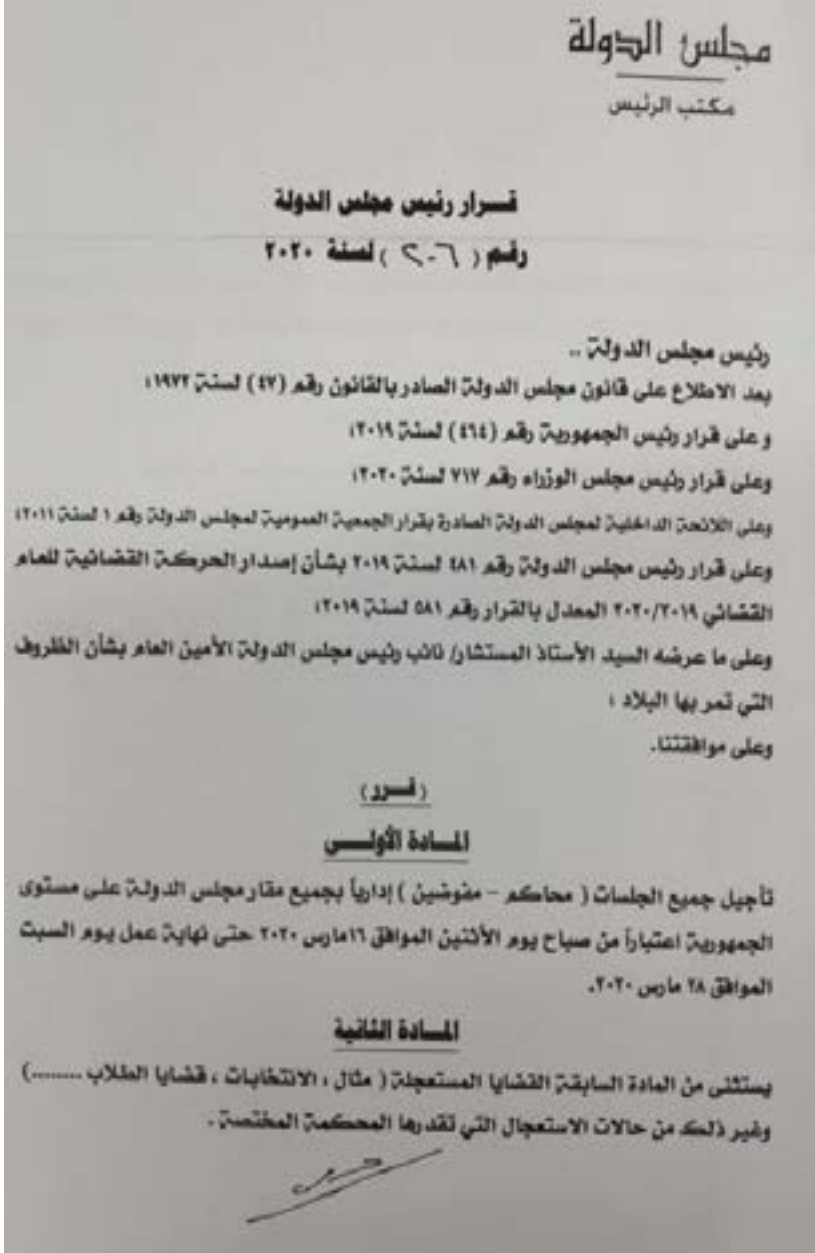 مجلس الدولة
مكتب الرئيس
قـــرار رئيس مجلس الدولة
رقم ( ٢٠٦ ) لسنة ٢٠٢٠
رئيس مجلس الدولة ..
بعد الاطلاع على قانون مجلس الدولة الصادر بالقانون رقم (٤٧) لسنة ١٩٧٢؛
وعلى قرار رئيس الجمهورية رقم (٤٦٤) لسنة ٢٠١٩؛
وعلى قرار رئيس مجلس الوزراء رقم ٧١٧ لسنة ٢٠٢٠؛
وعلى اللائحة الداخلية لمجلس الدولة الصادرة بقرار الجمعية العمومية لمجلس الدولة رقم ١ لسنة ٢٠١١؛
وعلى قرار رئيس مجلس الدولة رقم ٤٨١ لسنة ٢٠١٩ بشأن إصدار الحركة القضائية للعام
القضائي ٢٠٢٠/٢٠١٩ المعدل بالقرار رقم ٥٨١ لسنة ٢٠١٩؛
وعلى ما عرضه السيد الأستاذ المستشار/ نائب رئيس مجلس الدولة الأمين العام بشأن الظروف
التي تمر بها البلاد ؛
وعلى موافقتنا.
(قـــرر)
المـــادة الأولـــى
تأجيل جميع الجلسات ( محاكم – مفوضين ) إدارياً بجميع مقار مجلس الدولة على مستوى
الجمهورية اعتباراً من صباح يوم الأثنين الموافق ١٦مارس ٢٠٢٠ حتى نهاية عمل يوم السبت
الموافق ٢٨ مارس ٢٠٢٠.
المـــادة الثانية
يستثنى من المادة السابقة القضايا المستعجلة ( مثال ، الانتخابات ، قضايا الطلاب ........)
وغير ذلك من حالات الاستعجال التي تقدرها المحكمة المختصة .